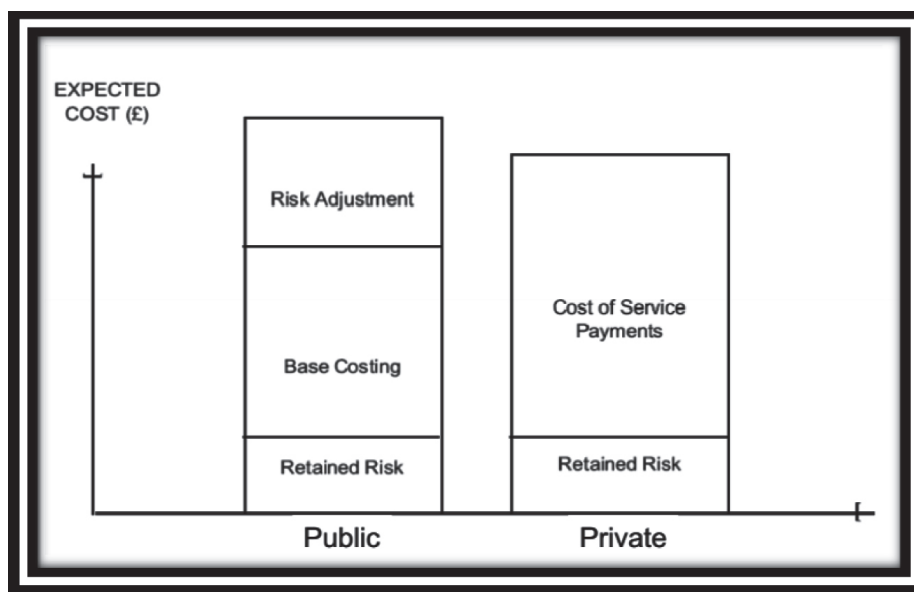 EXPECTED
COST (£)
Risk Adjustment
Base Costing
Retained Risk
Cost of Service
Payments
Retained Risk
Public
Private